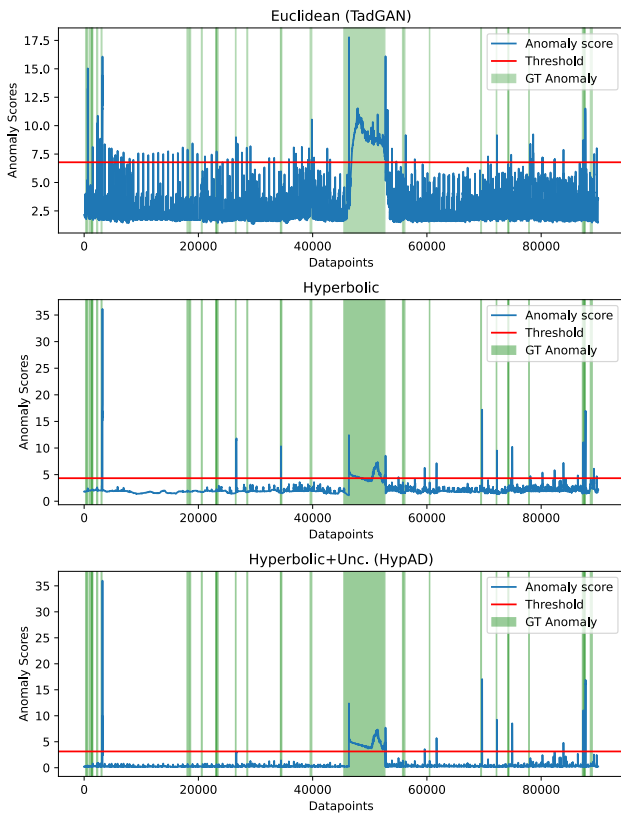 Euclidean (TadGAN)
17.5
15.0
12.5
10.0
7.5
5.0
2.5
Anomaly Scores
Anomaly score
Threshold
GT Anomaly
0 20000 40000 60000 80000
Datapoints
Hyperbolic
35
30
25
20
15
10
5
0
Anomaly Scores
Anomaly score
Threshold
GT Anomaly
0 20000 40000 60000 80000
Datapoints
Hyperbolic+Unc. (HypAD)
35
30
25
20
15
10
5
0
Anomaly Scores
Anomaly score
Threshold
GT Anomaly
0 20000 40000 60000 80000
Datapoints